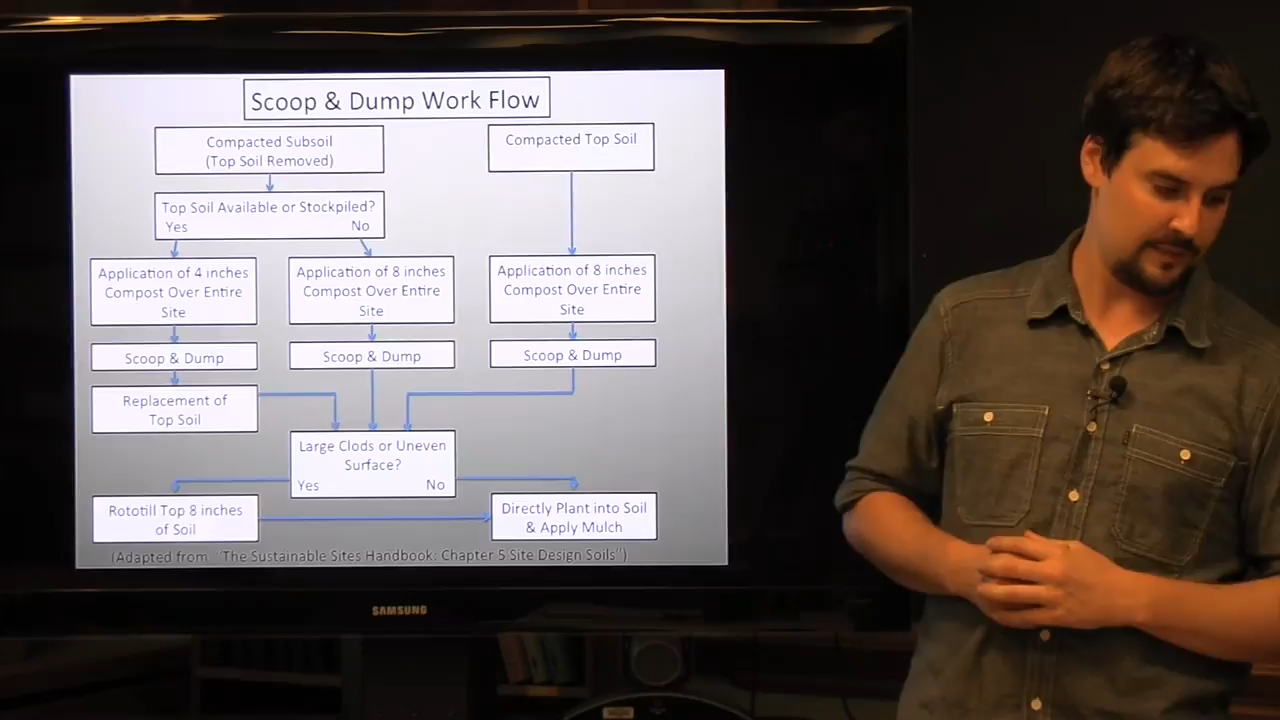 Scoop & Dump Work Flow
Compacted Subsoil
(Top Soil Removed)
Compacted Top Soil
Top Soil Available or Stockpiled?
Yes
No
Application of 4 inches
Compost Over Entire
Site
Application of 8 inches
Compost Over Entire
Site
Application of 8 inches
Compost Over Entire
Site
Scoop & Dump
Scoop & Dump
Scoop & Dump
Replacement of
Top Soil
Large Clods or Uneven
Surface?
Yes
No
Rototill Top 8 inches
of Soil
Directly Plant into Soil
& Apply Mulch
(Adapted from "The Sustainable Sites Handbook: Chapter 5 Site Design Soils")
SAMSUNG